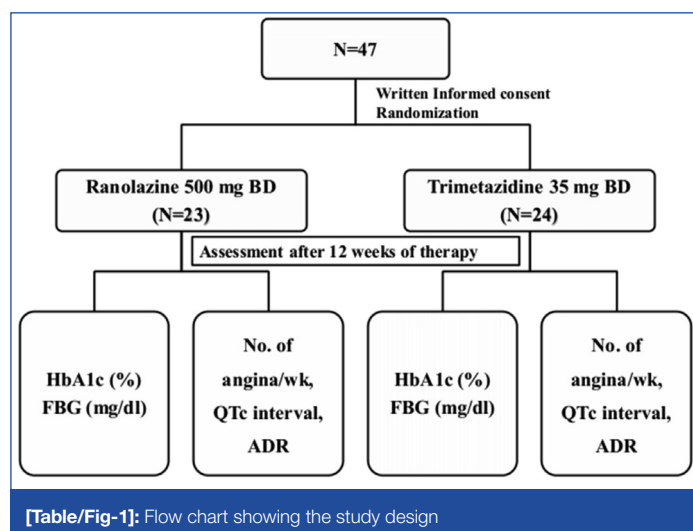 N=47
Written Informed consent
Randomization
Ranolazine 500 mg BD
(N=23)
Trimetazidine 35 mg BD
(N=24)
Assessment after 12 weeks of therapy
HbA1c (%)
FBG (mg/dl)
No. of
angina/wk,
QTc interval,
ADR
HbA1c (%)
FBG (mg/dl)
No. of
angina/wk,
QTc interval,
ADR
[Table/Fig-1]: Flow chart showing the study design